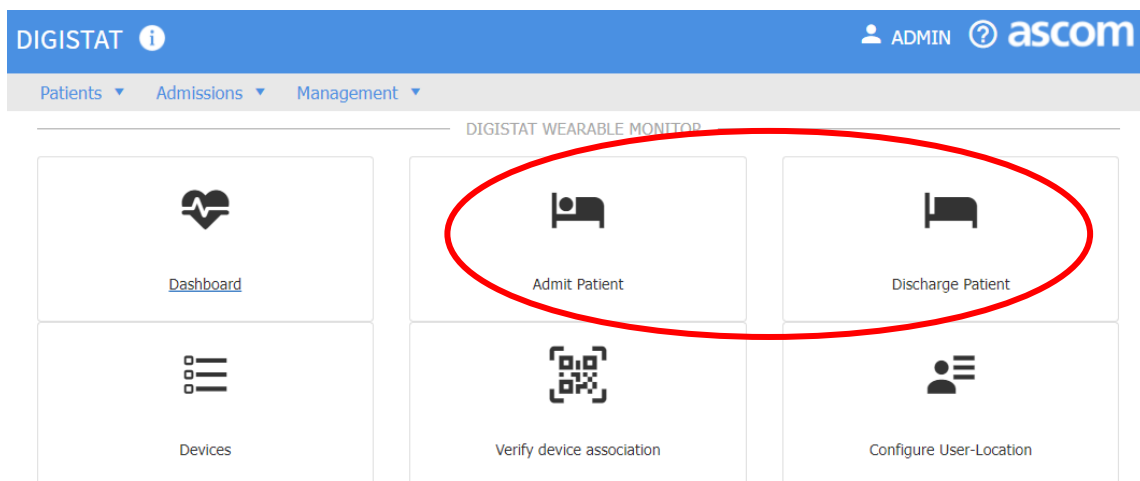 DIGISTAT i ADMIN ? ascom
Patients Admissions Management
DIGISTAT WEARABLE MONITOR
Dashboard Admit Patient Discharge Patient
Devices Verify device association Configure User-Location